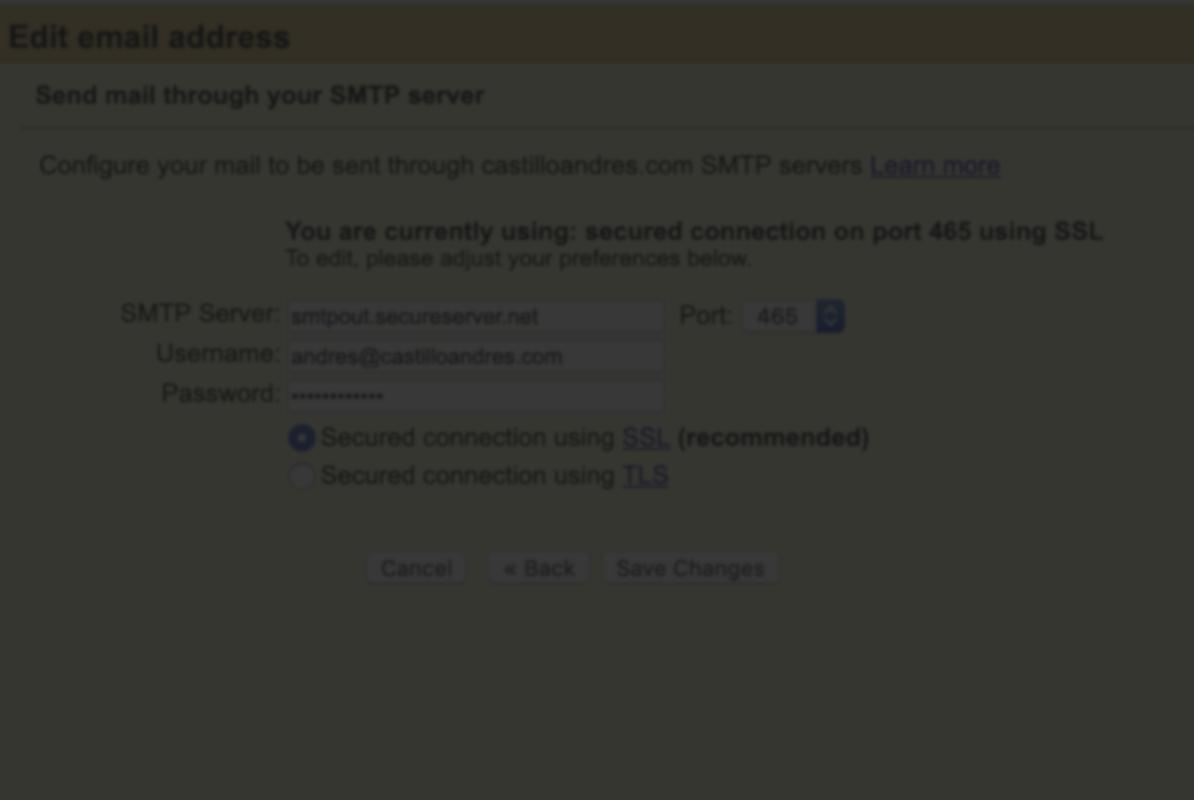 Edit email address
Send mail through your SMTP server
Configure your mail to be sent through castilloandres.com SMTP servers Learn more
You are currently using: secured connection on port 465 using SSL
To edit, please adjust your preferences below.
SMTP Server: smtpout.secureserver.net Port: 465
Username: andres@castilloandres.com
Password: ••••••••••••
Secured connection using SSL (recommended)
Secured connection using TLS
Cancel « Back Save Changes